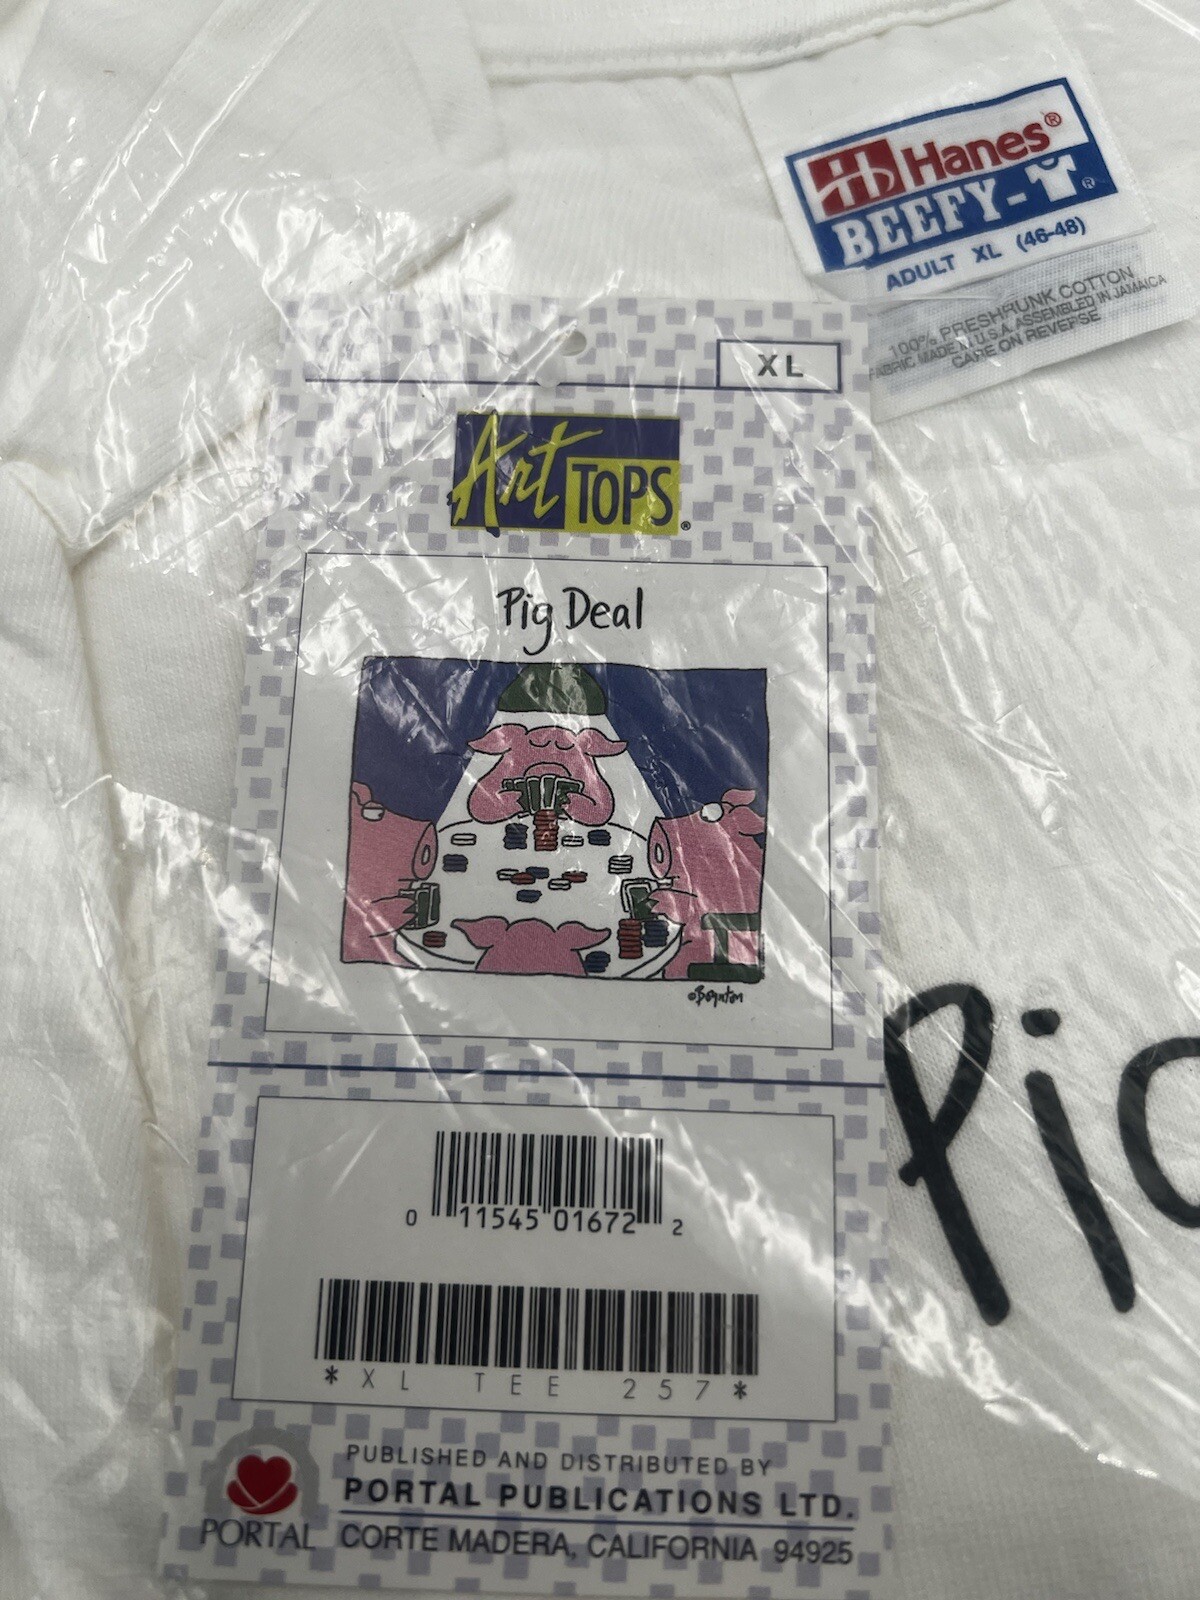 Hanes®
BEEFY-T®
ADULT XL (46-48)
100% PRESHRUNK COTTON
FABRIC MADE IN U.S.A. ASSEMBLED IN JAMAICA
CARE ON REVERSE
XL
Art TOPS®
Pig Deal
©Boynton
0 11545 01672 2
*XL TEE 257*
PUBLISHED AND DISTRIBUTED BY
PORTAL PUBLICATIONS LTD.
PORTAL CORTE MADERA, CALIFORNIA 94925
Pig